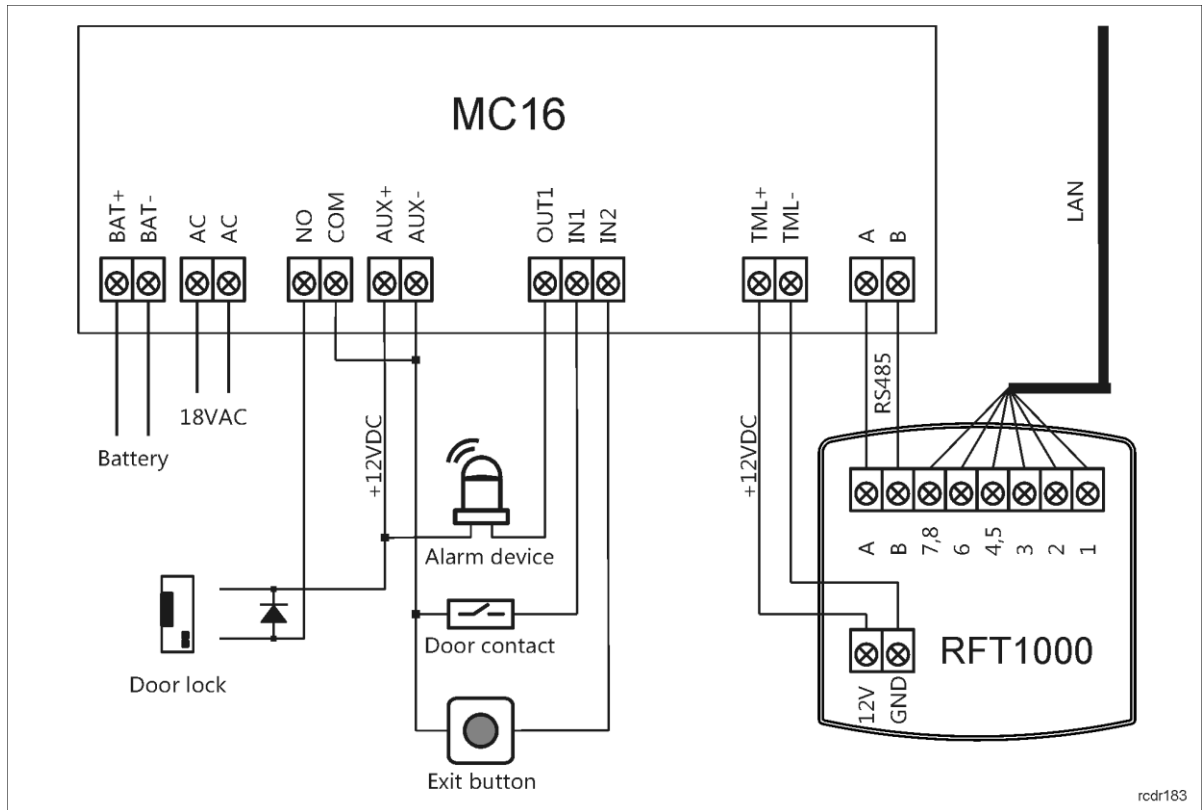 MC16
BAT+
BAT-
AC
AC
NO
COM
AUX+
AUX-
OUT1
IN1
IN2
TML+
TML-
A
B
LAN
18VAC
Battery
+12VDC
+12VDC
RS485
Alarm device
Door contact
Door lock
Exit button
A
B
7,8
6
4,5
3
2
1
12V
GND
RFT1000
rcdr183